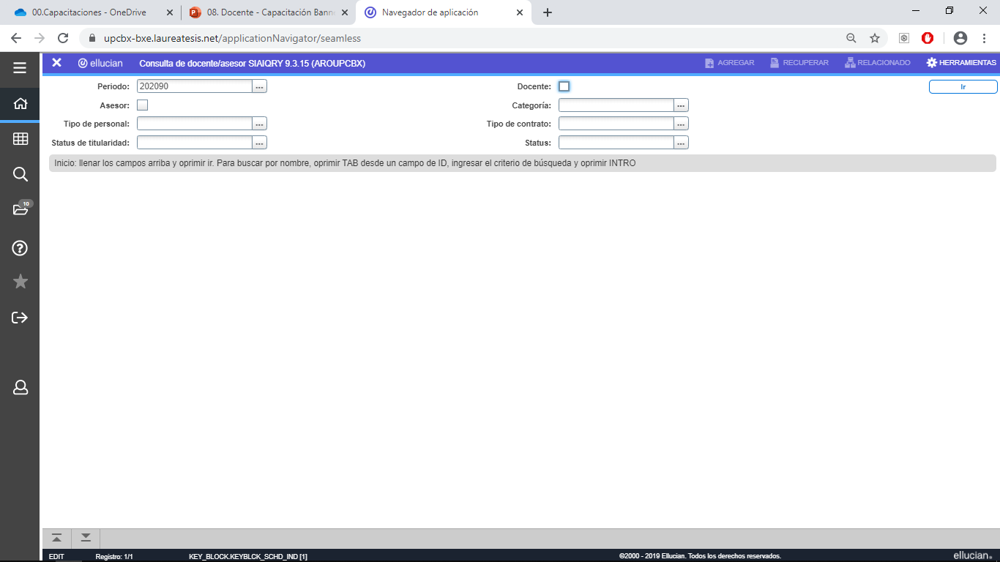 00.Capacitaciones - OneDrive
08. Docente - Capacitación Bann
Navegador de aplicación
upcbx-bxe.laureatesis.net/applicationNavigator/seamless
ellucian Consulta de docente/asesor SIAIQRY 9.3.15 (AROUPCBX) AGREGAR RECUPERAR RELACIONADO HERRAMIENTAS
Periodo: 202090 ... Docente: Ir
Asesor: Categoría: ...
Tipo de personal: ... Tipo de contrato: ...
Status de titularidad: ... Status: ...
Inicio: llenar los campos arriba y oprimir ir. Para buscar por nombre, oprimir TAB desde un campo de ID, ingresar el criterio de búsqueda y oprimir INTRO
10
EDIT Registro: 1/1 KEY_BLOCK.KEYBLCK_SCHD_IND [1] ©2000 - 2019 Ellucian. Todos los derechos reservados. ellucian.